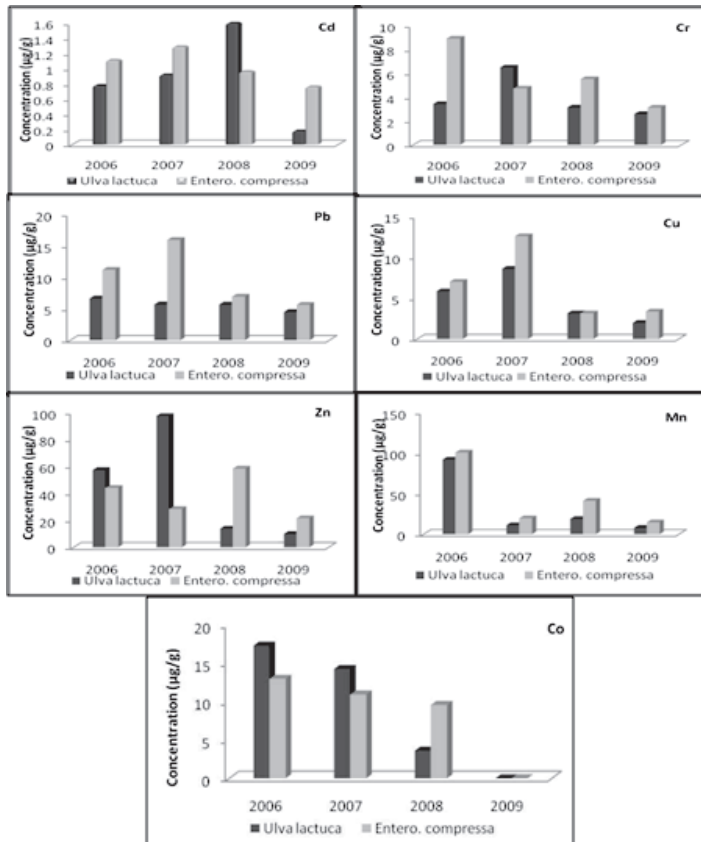 Cd
Concentration (µg/g)
1.6
1.4
1.2
1
0.8
0.6
0.4
0.2
0
2006 2007 2008 2009
Ulva lactuca Entero. compressa
Cr
Concentration (µg/g)
10
8
6
4
2
0
2006 2007 2008 2009
Ulva lactuca Entero. compressa
Pb
Concentration (µg/g)
20
15
10
5
0
2006 2007 2008 2009
Ulva lactuca Entero. compressa
Cu
Concentration (µg/g)
15
10
5
0
2006 2007 2008 2009
Ulva lactuca Entero. compressa
Zn
Concentration (µg/g)
100
80
60
40
20
0
2006 2007 2008 2009
Ulva lactuca Entero. compressa
Mn
Concentration (µg/g)
150
100
50
0
2006 2007 2008 2009
Ulva lactuca Entero. compressa
Co
Concentration (µg/g)
20
15
10
5
0
2006 2007 2008 2009
Ulva lactuca Entero. compressa